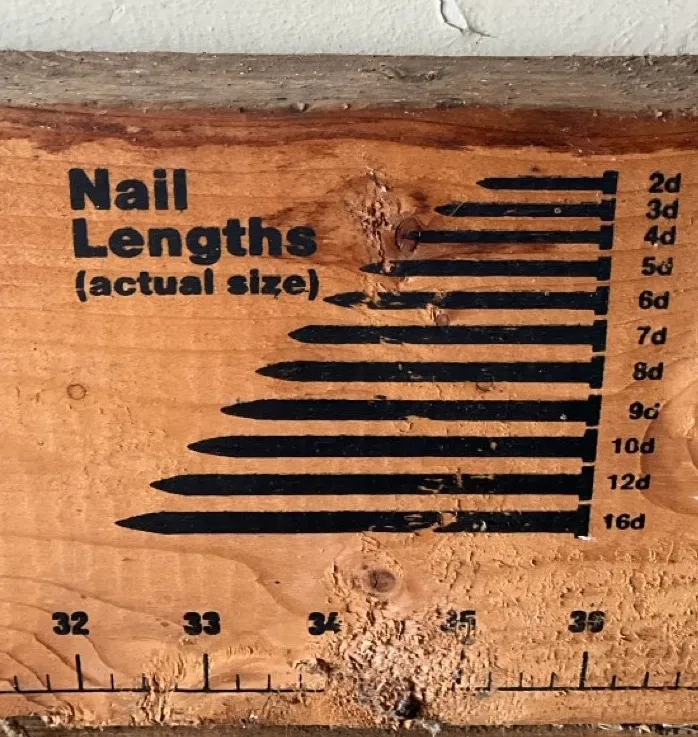 Nail
Lengths
(actual size)
2d
3d
4d
5d
6d
7d
8d
9d
10d
12d
16d
32 33 34 35 36